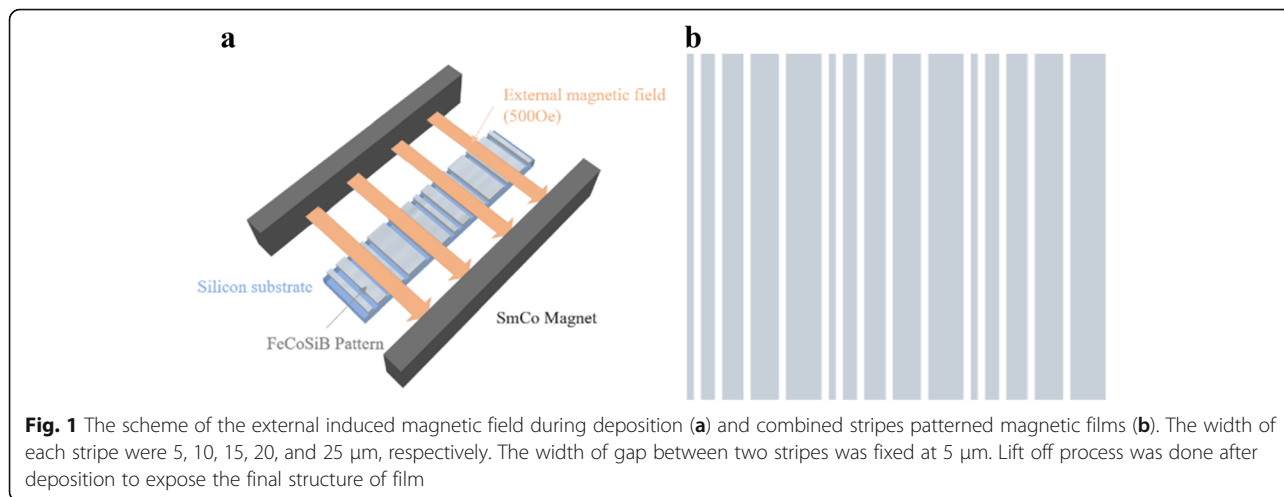 a
b
External magnetic field
(500Oe)
Silicon substrate
SmCo Magnet
FeCoSiB Pattern
Fig. 1 The scheme of the external induced magnetic field during deposition (a) and combined stripes patterned magnetic films (b). The width of
each stripe were 5, 10, 15, 20, and 25 μm, respectively. The width of gap between two stripes was fixed at 5 μm. Lift off process was done after
deposition to expose the final structure of film